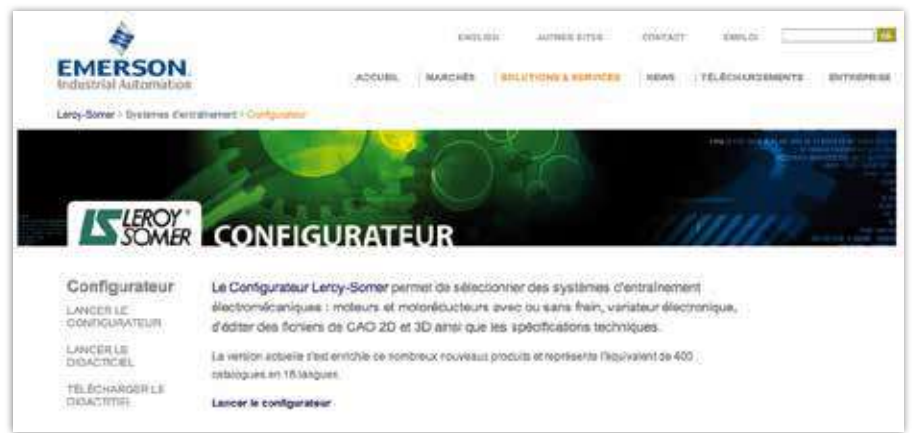 ENGLISH AUTRES SITES CONTACT EMPLOI
EMERSON
Industrial Automation
ACCUEIL MARCHÉS SOLUTIONS & SERVICES NEWS TÉLÉCHARGEMENTS ENTREPRISE
Leroy-Somer > Systèmes d'entraînement > Configurateur
LS LEROY
SOMER
CONFIGURATEUR
Configurateur
LANCER LE
CONFIGURATEUR
LANCER LE
DIDACTICIEL
TÉLÉCHARGER LE
DIDACTICIEL
Le Configurateur Leroy-Somer permet de sélectionner des systèmes d'entraînement
électromécaniques : moteurs et motoréducteurs avec ou sans frein, variateur électronique,
d'éditer des fichiers de CAO 2D et 3D ainsi que les spécifications techniques.
La version actuelle s'est enrichie de nombreux nouveaux produits et représente l'équivalent de 400
catalogues en 16 langues.
Lancer le configurateur